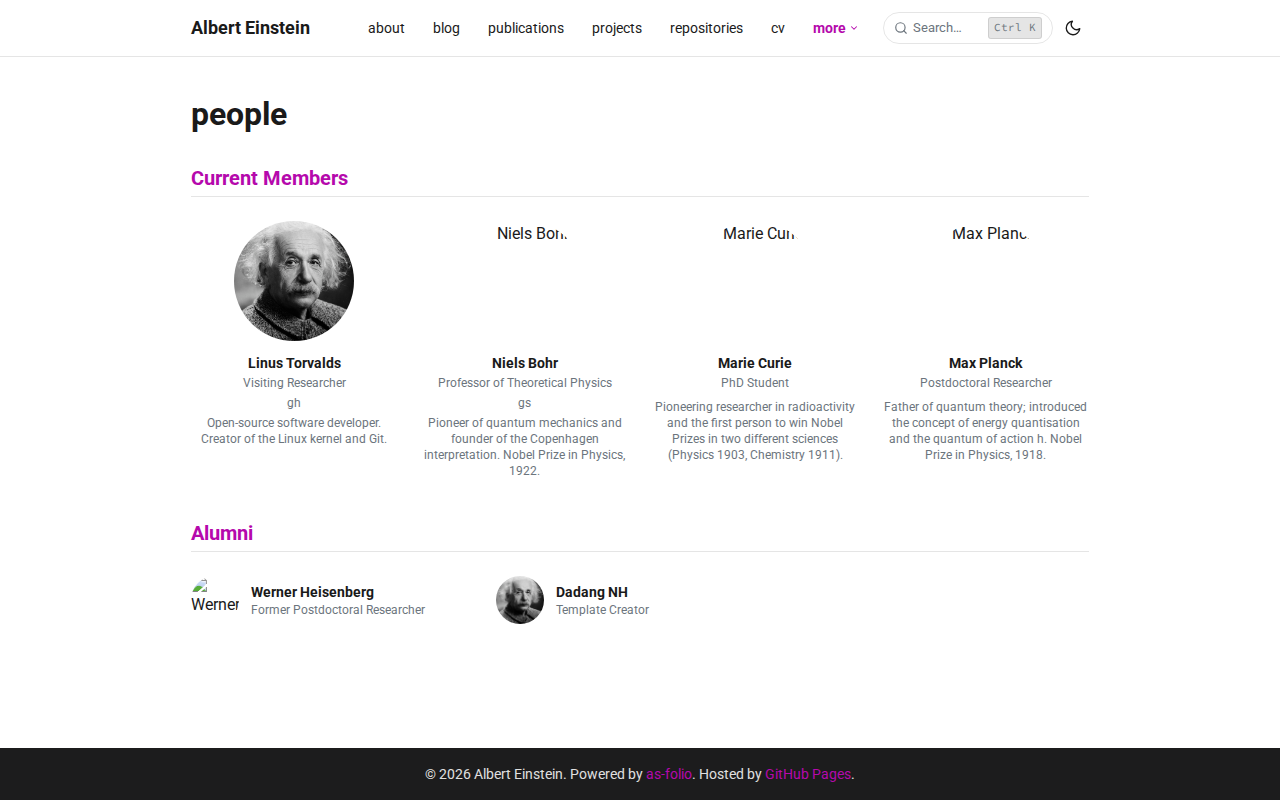 Albert Einstein about blog publications projects repositories cv more Search... Ctrl K
people
Current Members
Niels Bohr Marie Curi Max Planc
Linus Torvalds Niels Bohr Marie Curie Max Planck
Visiting Researcher Professor of Theoretical Physics PhD Student Postdoctoral Researcher
gh
Open-source software developer.
Creator of the Linux kernel and Git.
gs
Pioneer of quantum mechanics and
founder of the Copenhagen
interpretation. Nobel Prize in Physics,
1922.
Pioneering researcher in radioactivity
and the first person to win Nobel
Prizes in two different sciences
(Physics 1903, Chemistry 1911).
Father of quantum theory; introduced
the concept of energy quantisation
and the quantum of action h. Nobel
Prize in Physics, 1918.
Alumni
Werner
Werner Heisenberg
Former Postdoctoral Researcher
Dadang NH
Template Creator
© 2026 Albert Einstein. Powered by as-folio. Hosted by GitHub Pages.